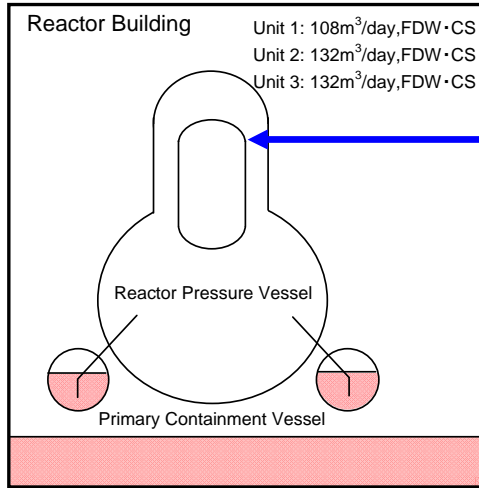 Reactor Building
Unit 1: 108m³/day,FDW・CS
Unit 2: 132m³/day,FDW・CS
Unit 3: 132m³/day,FDW・CS
Reactor Pressure Vessel
Primary Containment Vessel